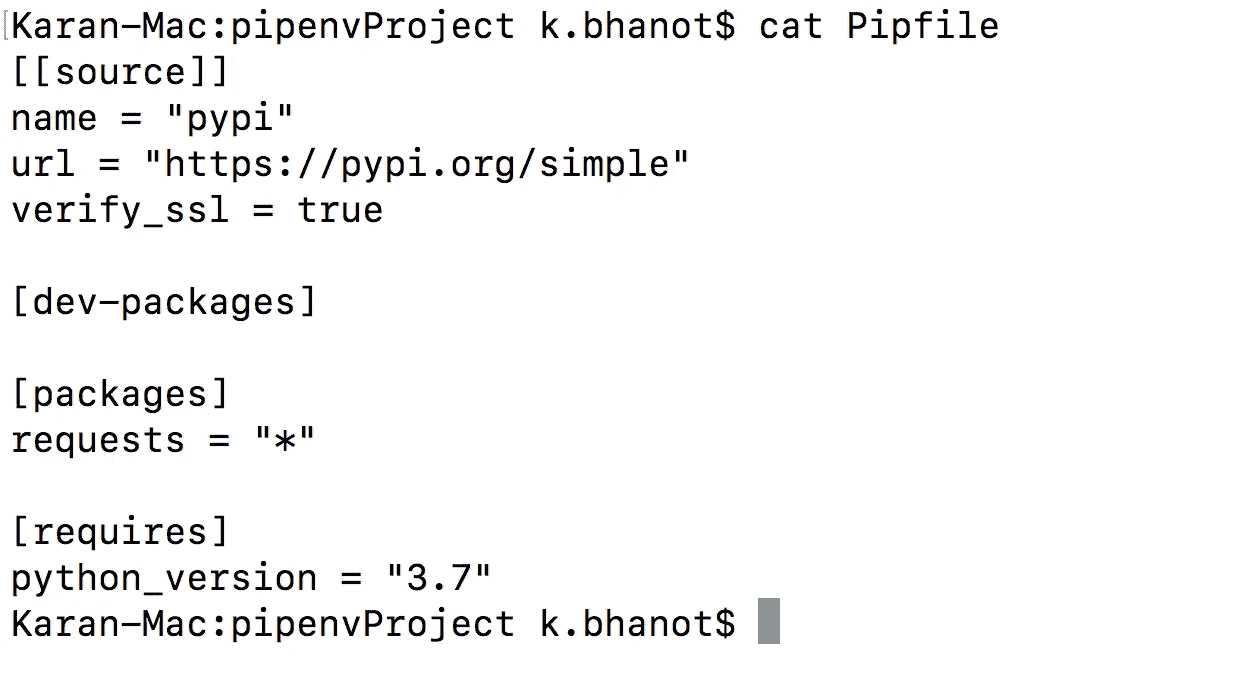 Karan-Mac:pipenvProject k.bhanot$ cat Pipfile
[[source]]
name = "pypi"
url = "https://pypi.org/simple"
verify_ssl = true
[dev-packages]
[packages]
requests = "*"
[requires]
python_version = "3.7"
Karan-Mac:pipenvProject k.bhanot$